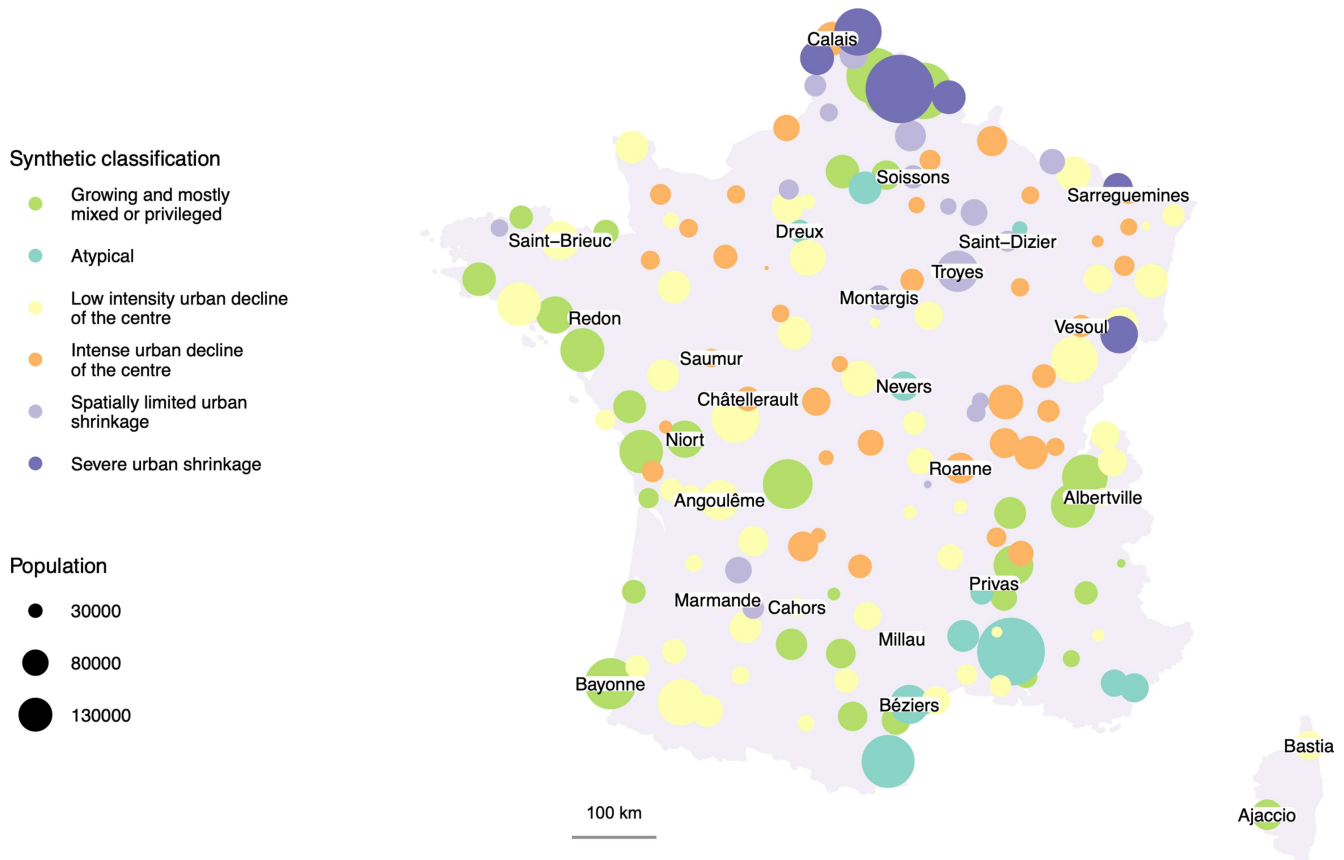 Synthetic classification
Growing and mostly
mixed or privileged
Atypical
Low intensity urban decline
of the centre
Intense urban decline
of the centre
Spatially limited urban
shrinkage
Severe urban shrinkage
Population
30000
80000
130000
Calais
Soissons
Sarreguemines
Saint−Brieuc
Dreux
Saint−Dizier
Troyes
Montargis
Redon
Vesoul
Saumur
Nevers
Châtellerault
Niort
Roanne
Angoulême
Albertville
Privas
Marmande
Cahors
Millau
Bayonne
Béziers
Bastia
Ajaccio
100 km